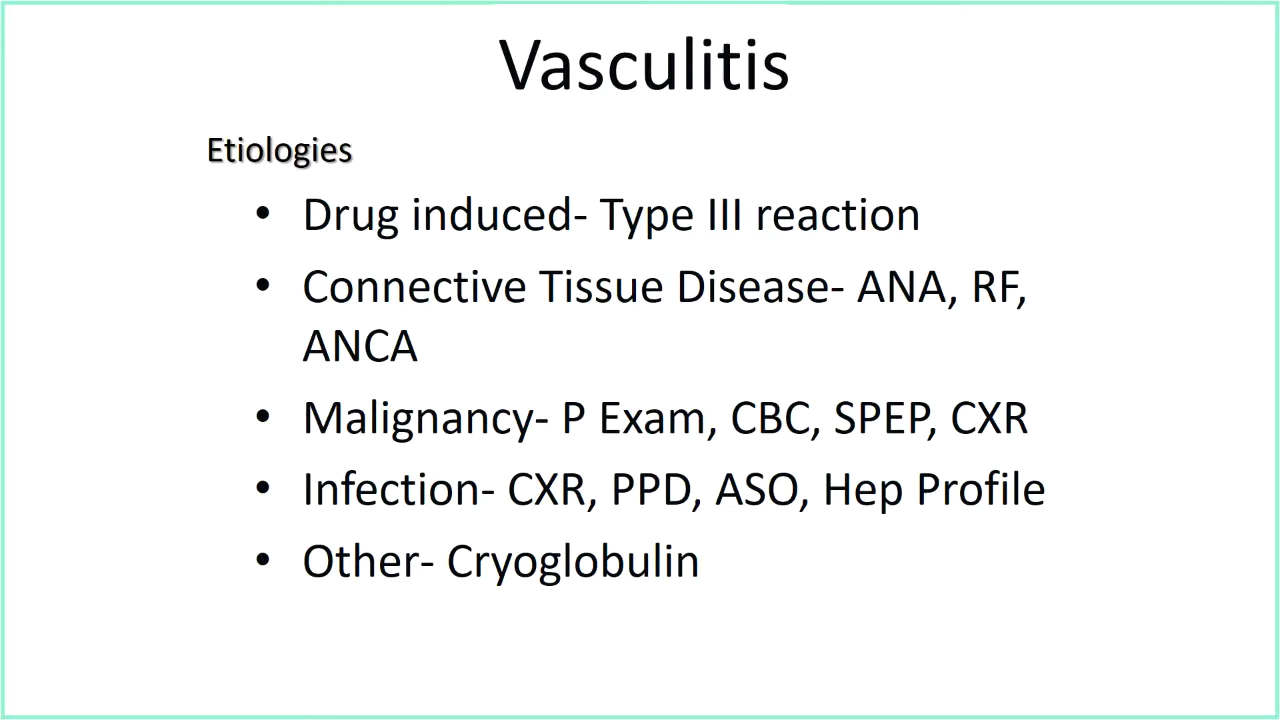 Vasculitis
Etiologies
• Drug induced- Type III reaction
• Connective Tissue Disease- ANA, RF,
ANCA
• Malignancy- P Exam, CBC, SPEP, CXR
• Infection- CXR, PPD, ASO, Hep Profile
• Other- Cryoglobulin